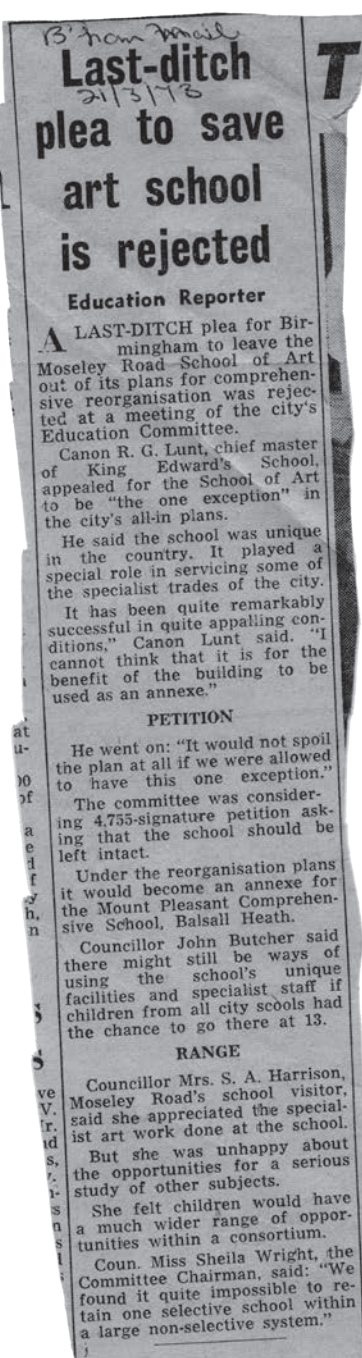 B'ham Mail
Last-ditch
21/3/73
plea to save
art school
is rejected
Education Reporter
A LAST-DITCH plea for Bir-
mingham to leave the
Moseley Road School of Art
out of its plans for comprehen-
sive reorganisation was rejec-
ted at a meeting of the city's
Education Committee.
Canon R. G. Lunt, chief master
of King Edward's School,
appealed for the School of Art
to be "the one exception" in
the city's all-in plans.
He said the school was unique
in the country. It played a
special role in servicing some of
the specialist trades of the city.
It has been quite remarkably
successful in quite appalling con-
ditions," Canon Lunt said. "I
cannot think that it is for the
benefit of the building to be
used as an annexe."
PETITION
He went on: "It would not spoil
the plan at all if we were allowed
to have this one exception."
The committee was consider-
ing 4,755-signature petition ask-
ing that the school should be
left intact.
Under the reorganisation plans
it would become an annexe for
the Mount Pleasant Comprehen-
sive School, Balsall Heath.
Councillor John Butcher said
there might still be ways of
using the school's unique
facilities and specialist staff if
children from all city scools had
the chance to go there at 13.
RANGE
Councillor Mrs. S. A. Harrison,
Moseley Road's school visitor,
said she appreciated the special-
ist art work done at the school.
But she was unhappy about
the opportunities for a serious
study of other subjects.
She felt children would have
a much wider range of oppor-
tunities within a consortium.
Coun. Miss Sheila Wright, the
Committee Chairman, said: "We
found it quite impossible to re-
tain one selective school within
a large non-selective system."
T